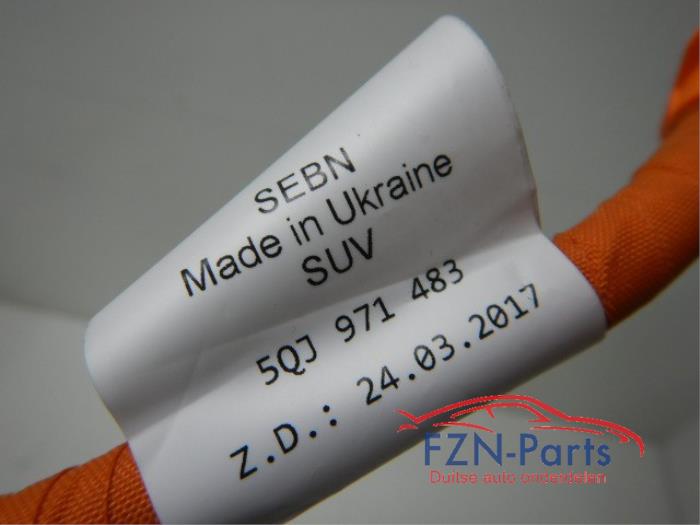 SEBN
Made in Ukraine
SUV
5QJ 971 483
Z.D.: 24.03.2017
FZN-Parts
Duitse auto onderdelen